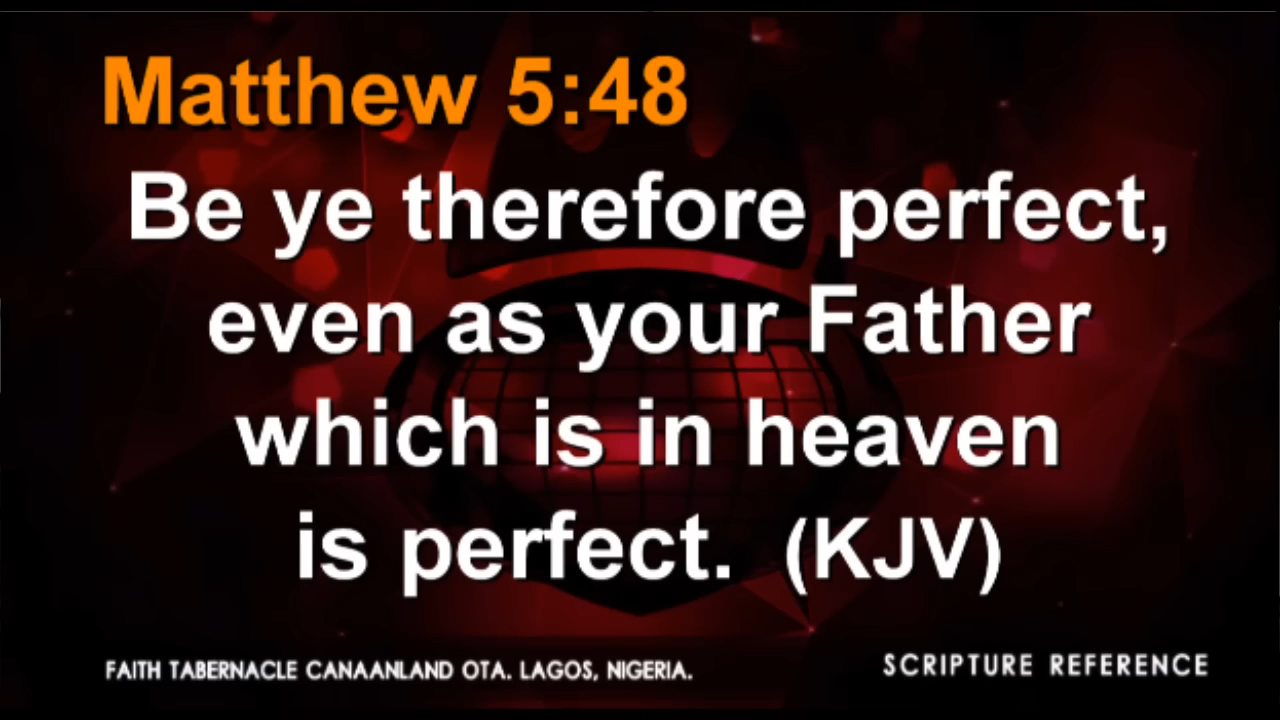 Matthew 5:48
Be ye therefore perfect,
even as your Father
which is in heaven
is perfect. (KJV)
FAITH TABERNACLE CANAANLAND OTA. LAGOS, NIGERIA.
SCRIPTURE REFERENCE